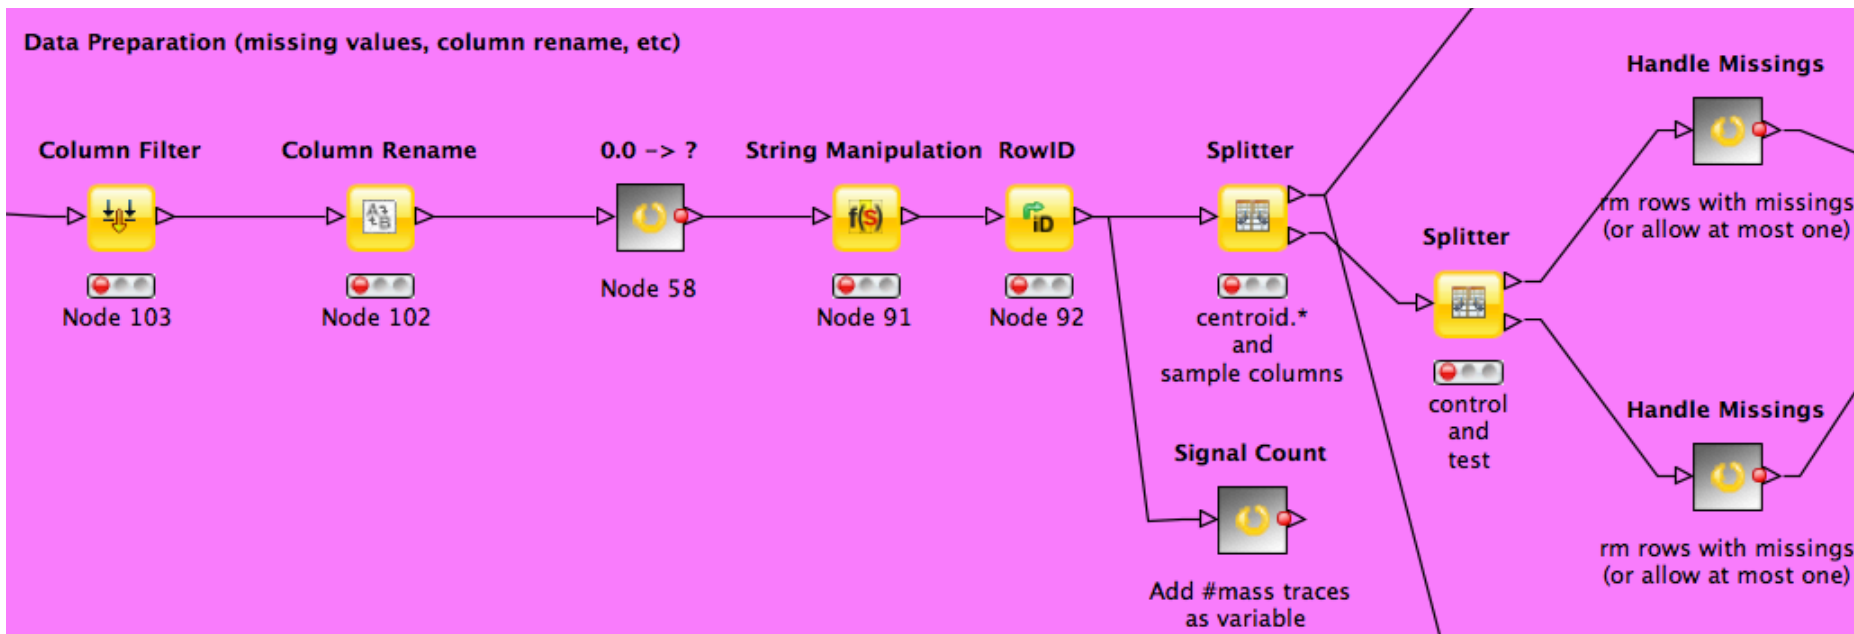 Data Preparation (missing values, column rename, etc)
Column Filter
Node 103
Column Rename
A
B
Node 102
0.0 -> ?
Node 58
String Manipulation
f(S)
Node 91
RowID
iD
Node 92
Splitter
centroid.*
and
sample columns
Signal Count
Add #mass traces
as variable
Splitter
control
and
test
Handle Missings
rm rows with missings
(or allow at most one)
Handle Missings
rm rows with missings
(or allow at most one)